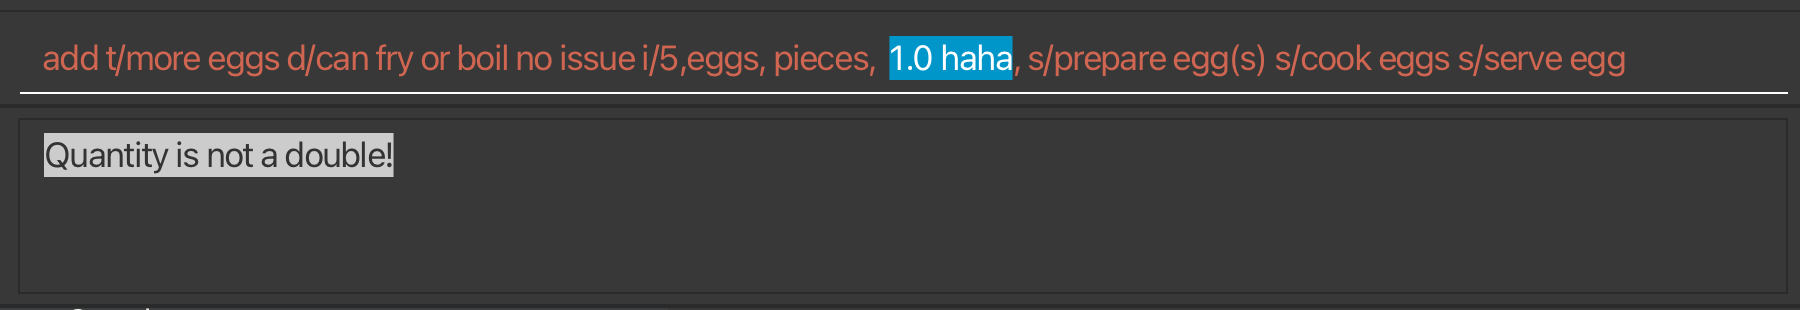 add t/more eggs d/can fry or boil no issue i/5,eggs, pieces,  1.0 haha, s/prepare egg(s) s/cook eggs s/serve egg
Quantity is not a double!